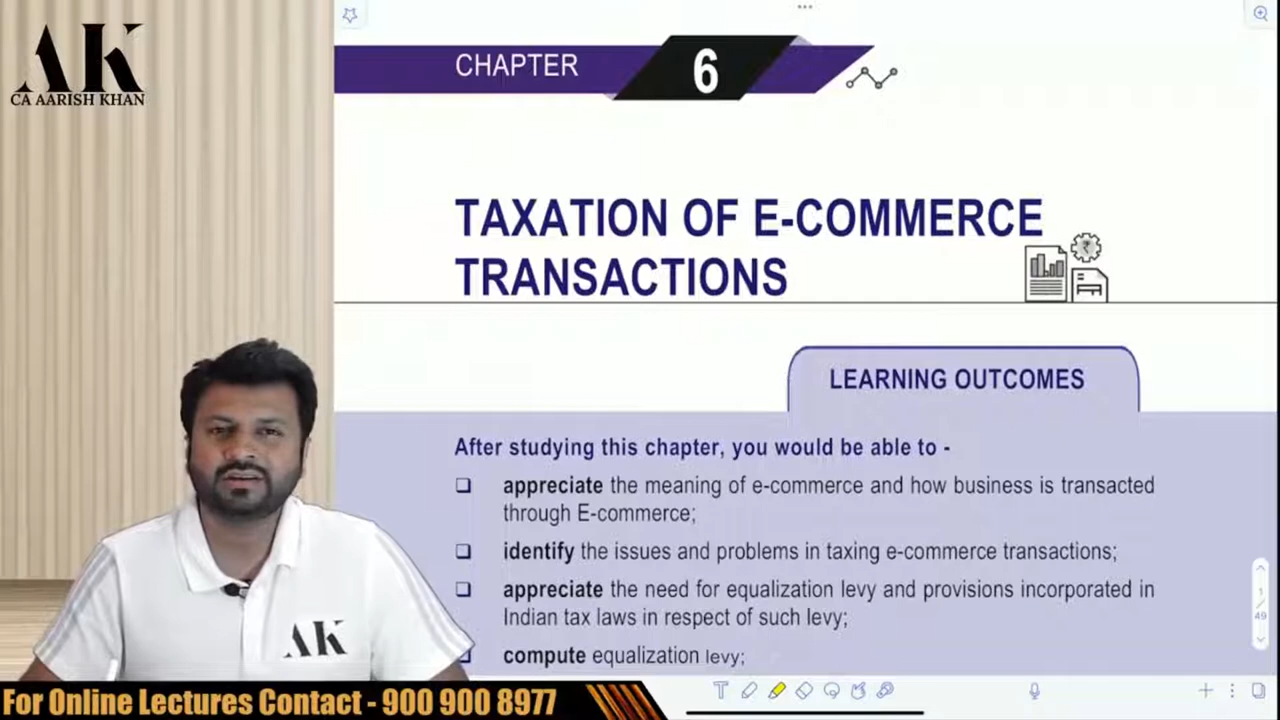 AK
CA AARISH KHAN
CHAPTER 6
TAXATION OF E-COMMERCE
TRANSACTIONS
₹
LEARNING OUTCOMES
After studying this chapter, you would be able to -
❑ appreciate the meaning of e-commerce and how business is transacted
through E-commerce;
❑ identify the issues and problems in taxing e-commerce transactions;
❑ appreciate the need for equalization levy and provisions incorporated in
Indian tax laws in respect of such levy;
❑ compute equalization levy;
AK
1
/
49
T
For Online Lectures Contact - 900 900 8977